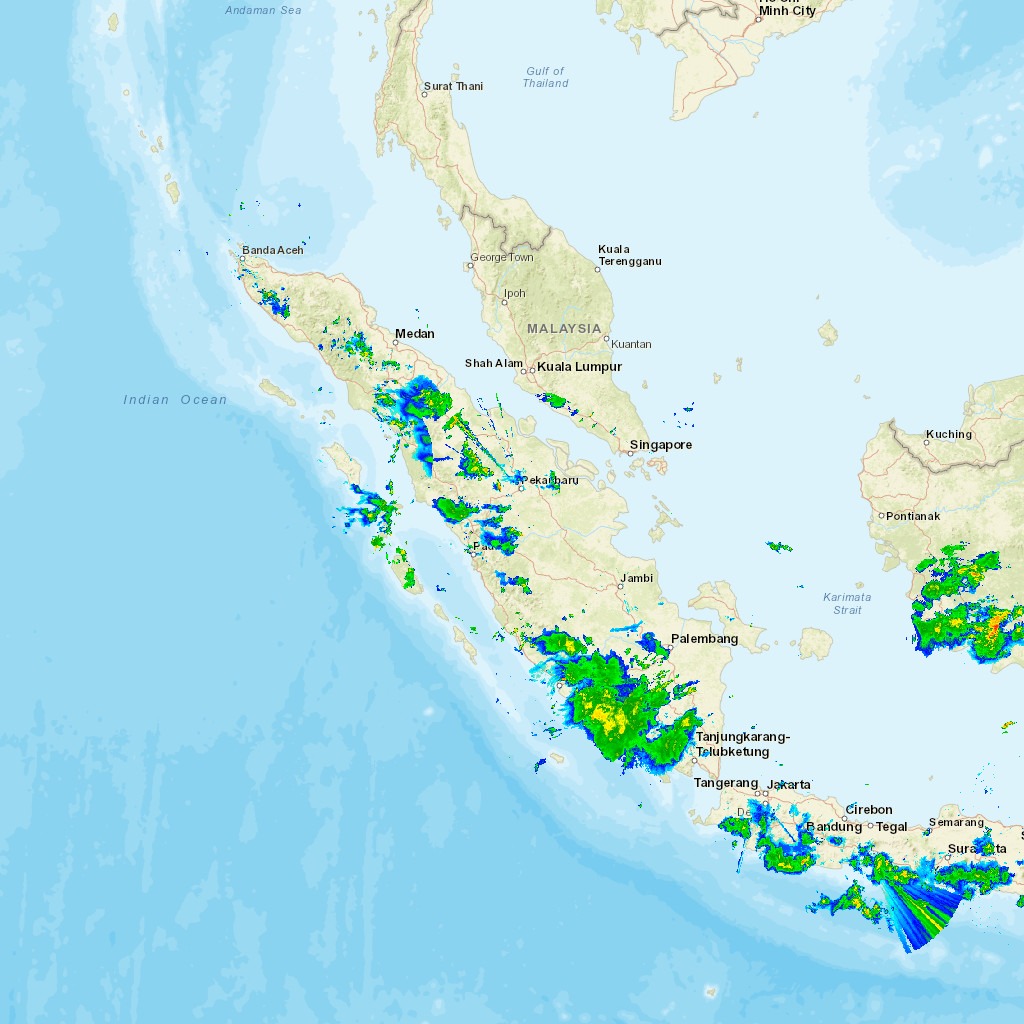 Andaman Sea
Minh City
Gulf of
Thailand
Surat Thani
Banda Aceh
George Town
Kuala
Terengganu
Ipoh
MALAYSIA
Medan
Kuantan
Shah Alam
Kuala Lumpur
Indian Ocean
Kuching
Singapore
Pekanbaru
Pontianak
Jambi
Karimata
Strait
Palembang
Tanjungkarang-
Telubketung
Tangerang
Jakarta
Cirebon
Bandung
Tegal
Semarang